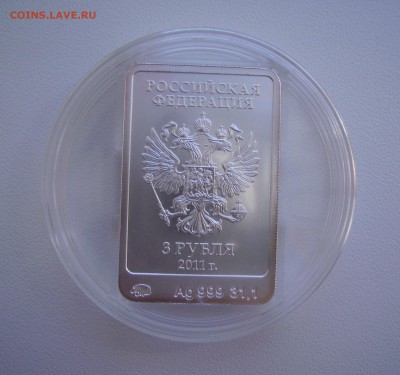 COINS.LAVE.RU
РОССИЙСКАЯ
ФЕДЕРАЦИЯ
3 РУБЛЯ
2011 г.
Ag 999 31,1